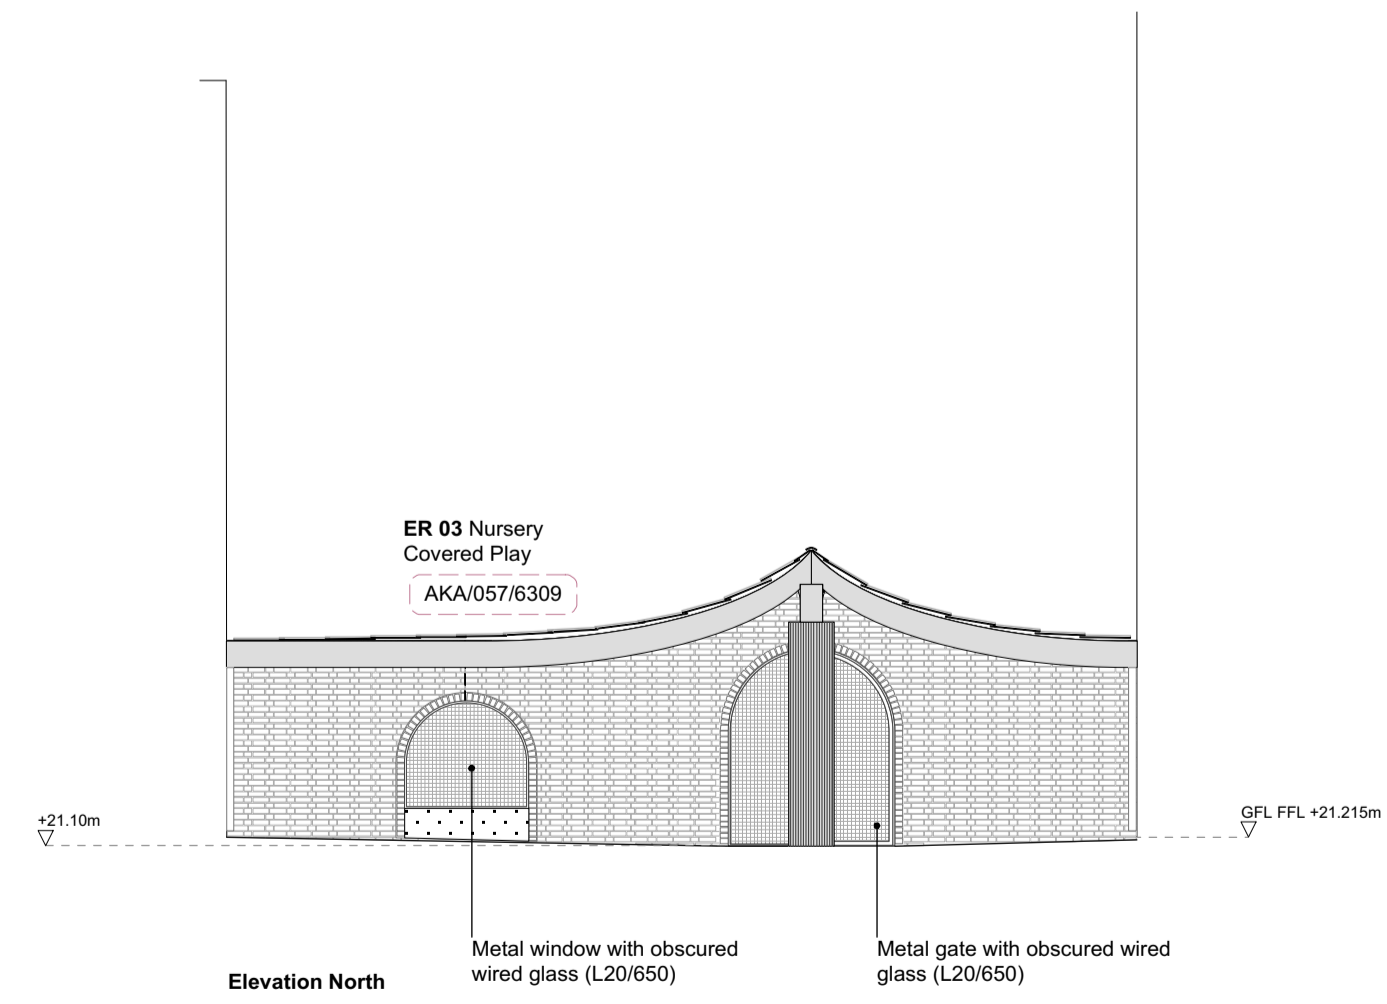 ER 03 Nursery
Covered Play
AKA/057/6309
+21.10m
GFL FFL +21.215m
Metal window with obscured
wired glass (L20/650)
Metal gate with obscured wired
glass (L20/650)
Elevation North